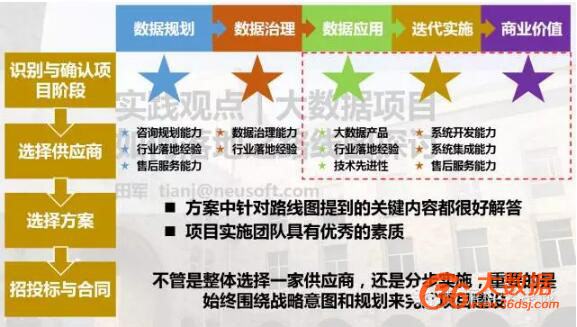 数据规划 数据治理 数据应用 迭代实施 商业价值
识别与确认项
目阶段
实践观点 | 大数据项目
选择供应商
咨询规划能力
行业落地经验
售后服务能力
数据治理能力
行业落地经验
大数据产品
行业落地经验
技术先进性
系统开发能力
系统集成能力
售后服务能力
田军 tianj@neusoft.com
选择方案
方案中针对路线图提到的关键内容都很好解答
项目实施团队具有优秀的素质
招投标与合同
不管是整体选择一家供应商，还是分步实施，重要的是
始终围绕战略意图和规划来完
36大数据
www.36dsj.com